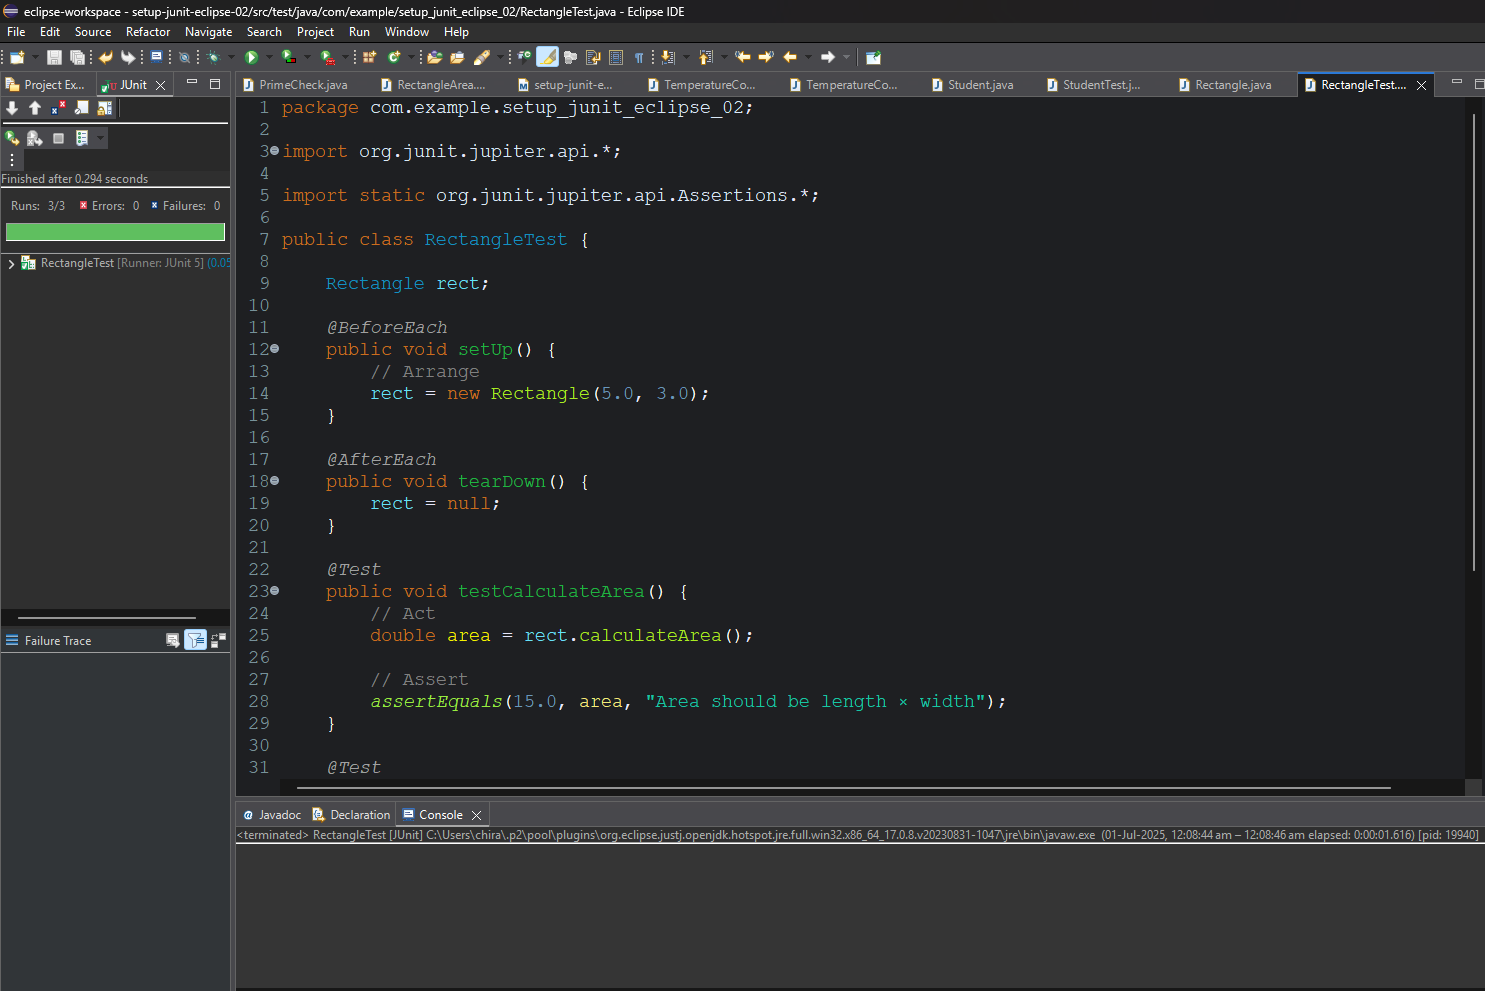 eclipse-workspace - setup-junit-eclipse-02/src/test/java/com/example/setup_junit_eclipse_02/RectangleTest.java - Eclipse IDE
File Edit Source Refactor Navigate Search Project Run Window Help
Project Ex... JUnit
PrimeCheck.java RectangleArea.... setup-junit-e... TemperatureCo... TemperatureCo... Student.java StudentTest.j... Rectangle.java RectangleTest....
Finished after 0.294 seconds
Runs: 3/3 Errors: 0 Failures: 0
RectangleTest [Runner: JUnit 5] (0.05
Failure Trace
1 package com.example.setup_junit_eclipse_02;
2
3 import org.junit.jupiter.api.*;
4
5 import static org.junit.jupiter.api.Assertions.*;
6
7 public class RectangleTest {
8
9 Rectangle rect;
10
11 @BeforeEach
12 public void setUp() {
13 // Arrange
14 rect = new Rectangle(5.0, 3.0);
15 }
16
17 @AfterEach
18 public void tearDown() {
19 rect = null;
20 }
21
22 @Test
23 public void testCalculateArea() {
24 // Act
25 double area = rect.calculateArea();
26
27 // Assert
28 assertEquals(15.0, area, "Area should be length × width");
29 }
30
31 @Test
Javadoc Declaration Console
<terminated> RectangleTest [JUnit] C:\Users\chira\.p2\pool\plugins\org.eclipse.justj.openjdk.hotspot.jre.full.win32.x86_64_17.0.8.v20230831-1047\jre\bin\javaw.exe (01-Jul-2025, 12:08:44 am – 12:08:46 am elapsed: 0:00:01.616) [pid: 19940]